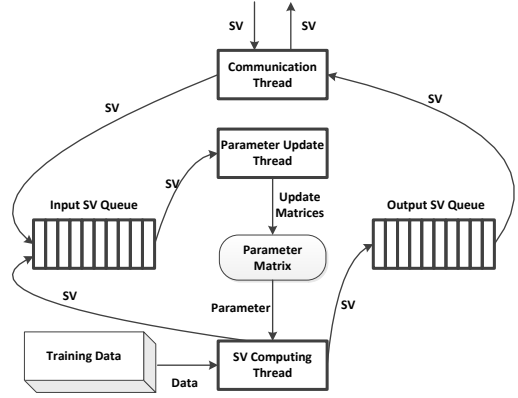 SV
SV
Communication
Thread
SV
SV
Parameter Update
Thread
SV
Input SV Queue
Update
Matrices
Output SV Queue
Parameter
Matrix
SV
Parameter
SV
Training Data
Data
SV Computing
Thread